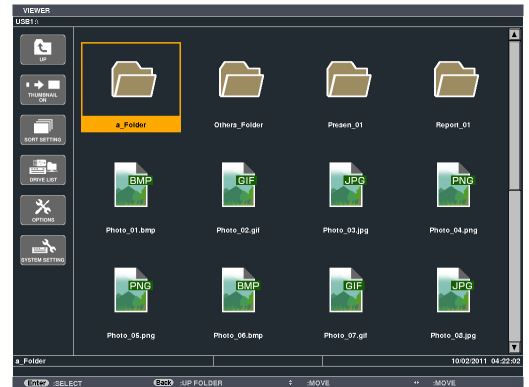 VIEWER
USB1:\
UP
THUMBNAIL
ON
SORT SETTING
DRIVE LIST
OPTIONS
SYSTEM SETTING
a_Folder
Others_Folder
Presen_01
Report_01
BMP
GIF
JPG
PNG
Photo_01.bmp
Photo_02.gif
Photo_03.jpg
Photo_04.png
PNG
BMP
GIF
JPG
Photo_05.png
Photo_06.bmp
Photo_07.gif
Photo_08.jpg
a_Folder
10/02/2011 04:22:02
Enter :SELECT
Back :UP FOLDER
:MOVE
:MOVE